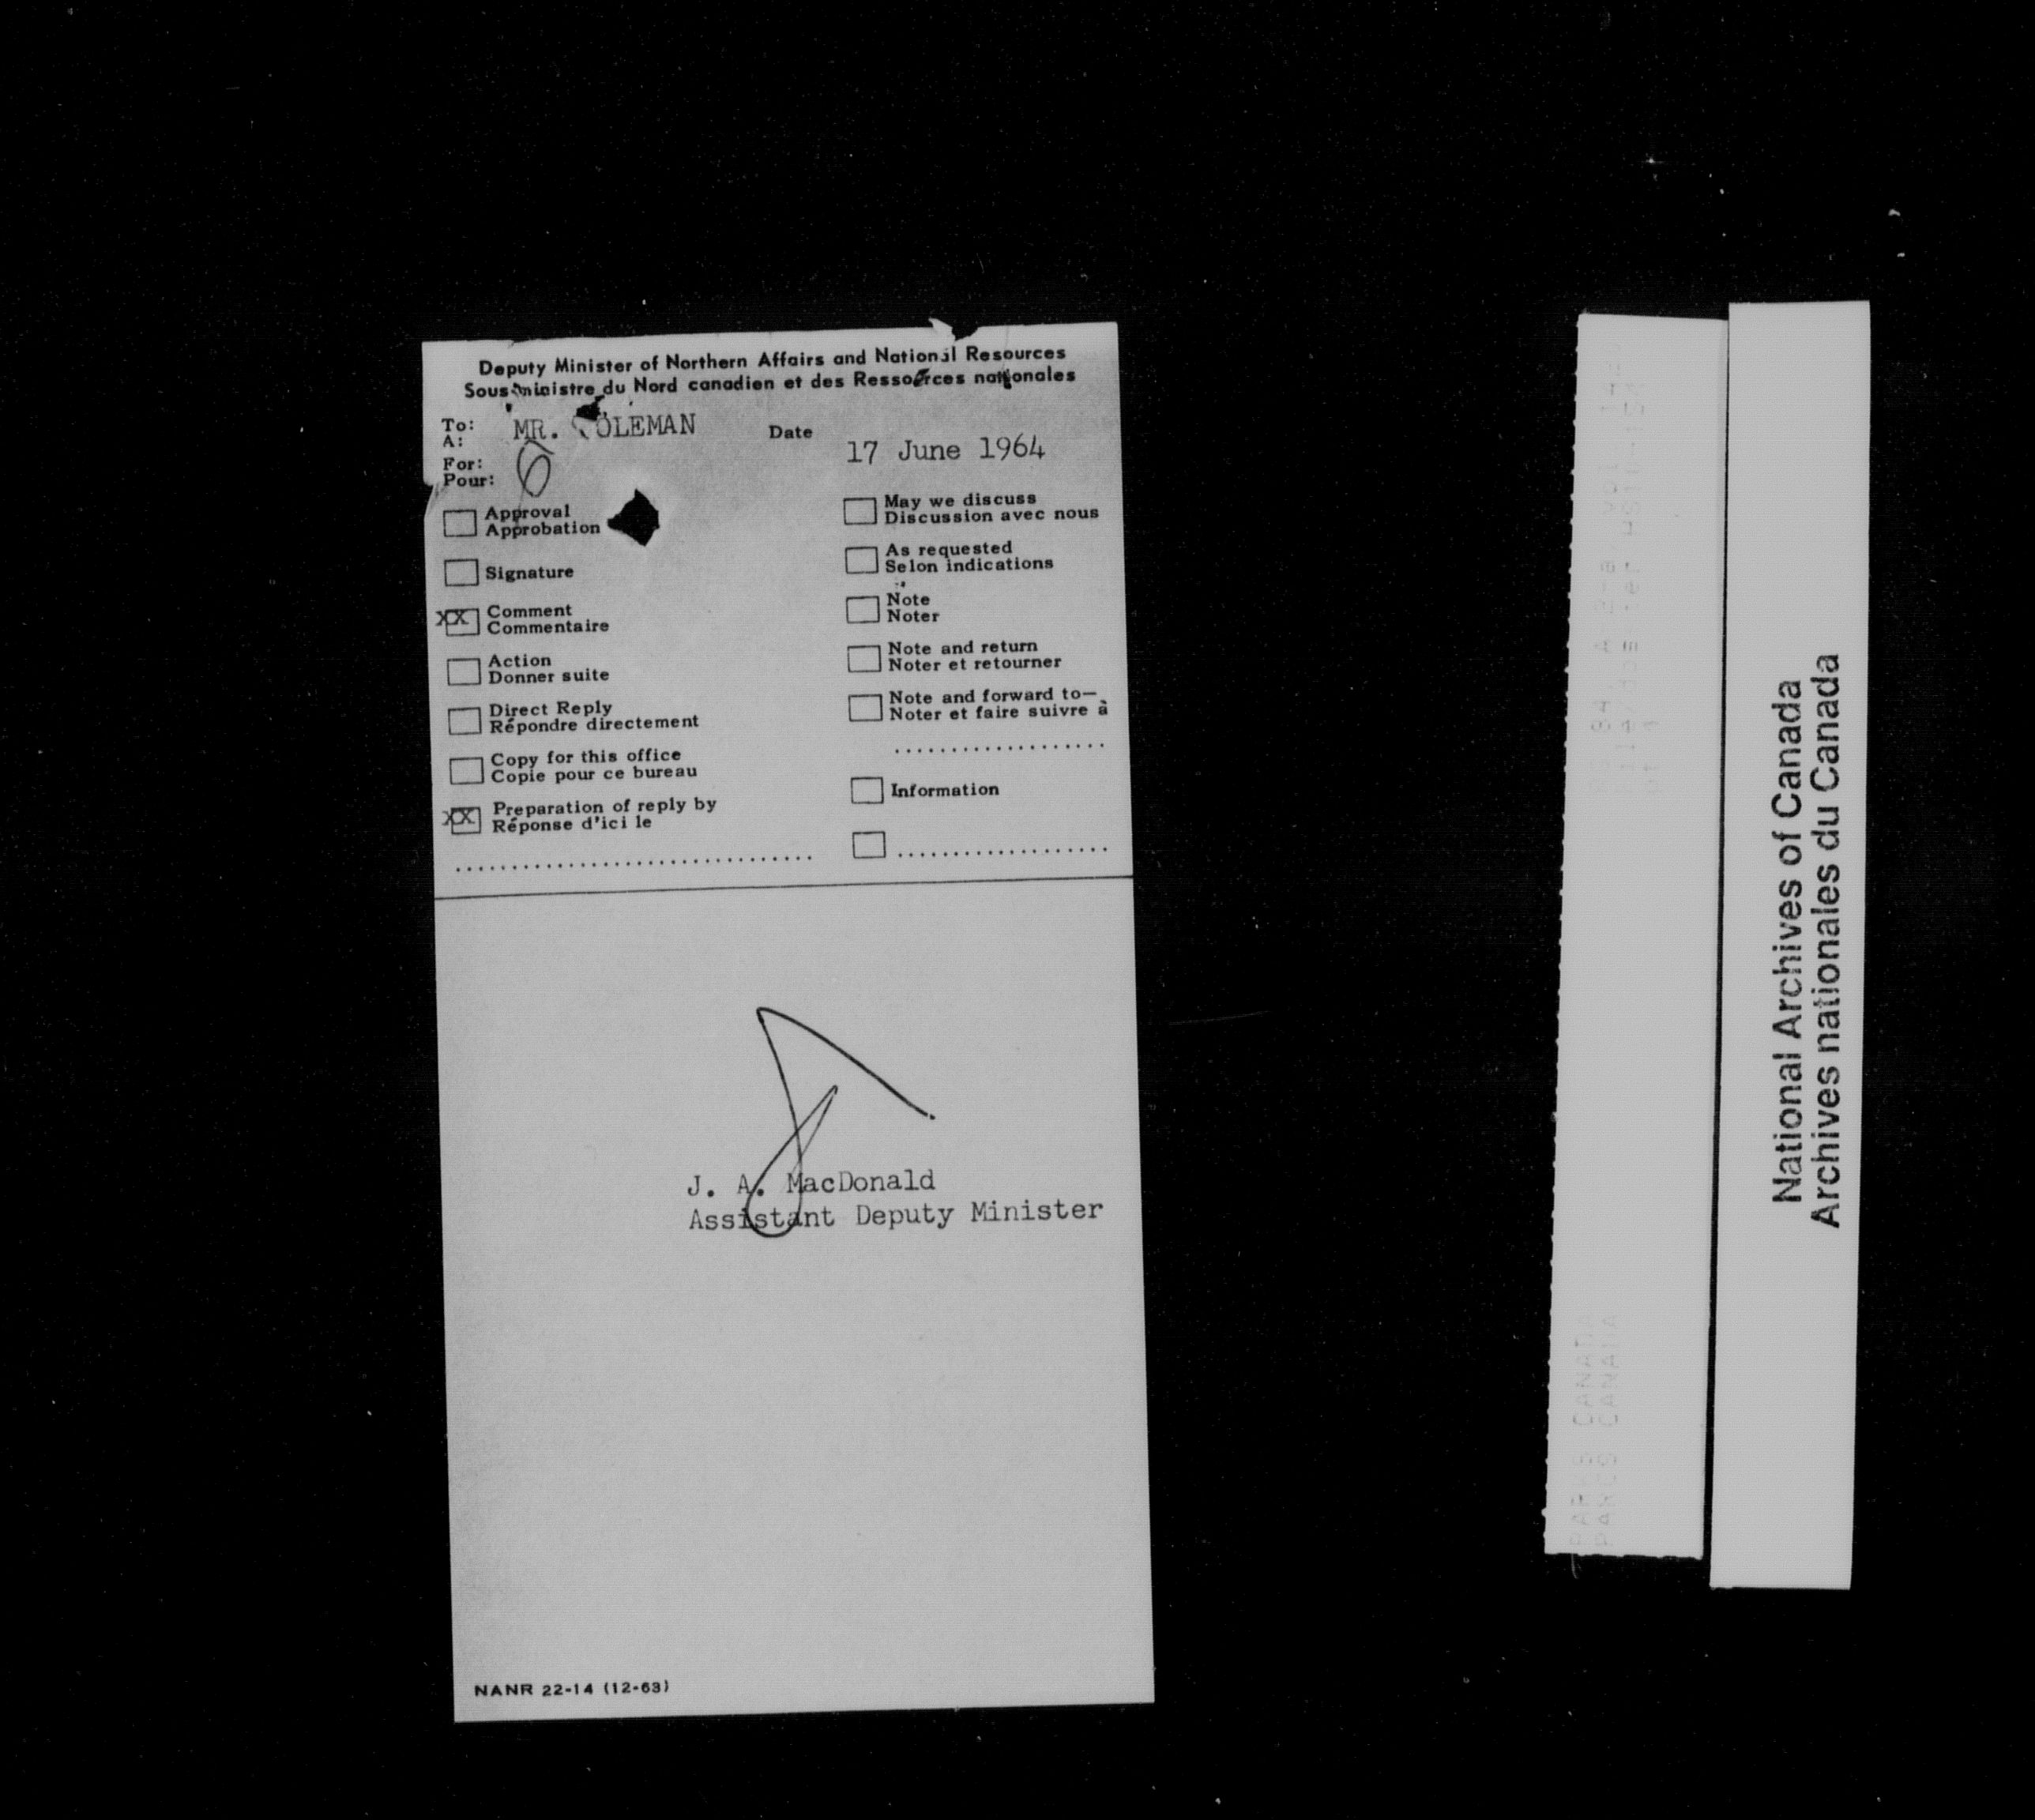 Deputy Minister of Northern Affairs and National Resources
Sous-ministre du Nord canadien et des Ressources nationales
To: MR. COLEMAN
A:
Date
17 June 1964
For:
Pour:
Approval
Approbation
Signature
XX Comment
Commentaire
Action
Donner suite
Direct Reply
Répondre directement
Copy for this office
Copie pour ce bureau
XX Preparation of reply by
Réponse d'ici le
May we discuss
Discussion avec nous
As requested
Selon indications
Note
Noter
Note and return
Noter et retourner
Note and forward to—
Noter et faire suivre à
Information
J. A. MacDonald
Assistant Deputy Minister
NANR 22-14 (12-63)
PARKS CANADA
PARCS CANADA
National Archives of Canada
Archives nationales du Canada